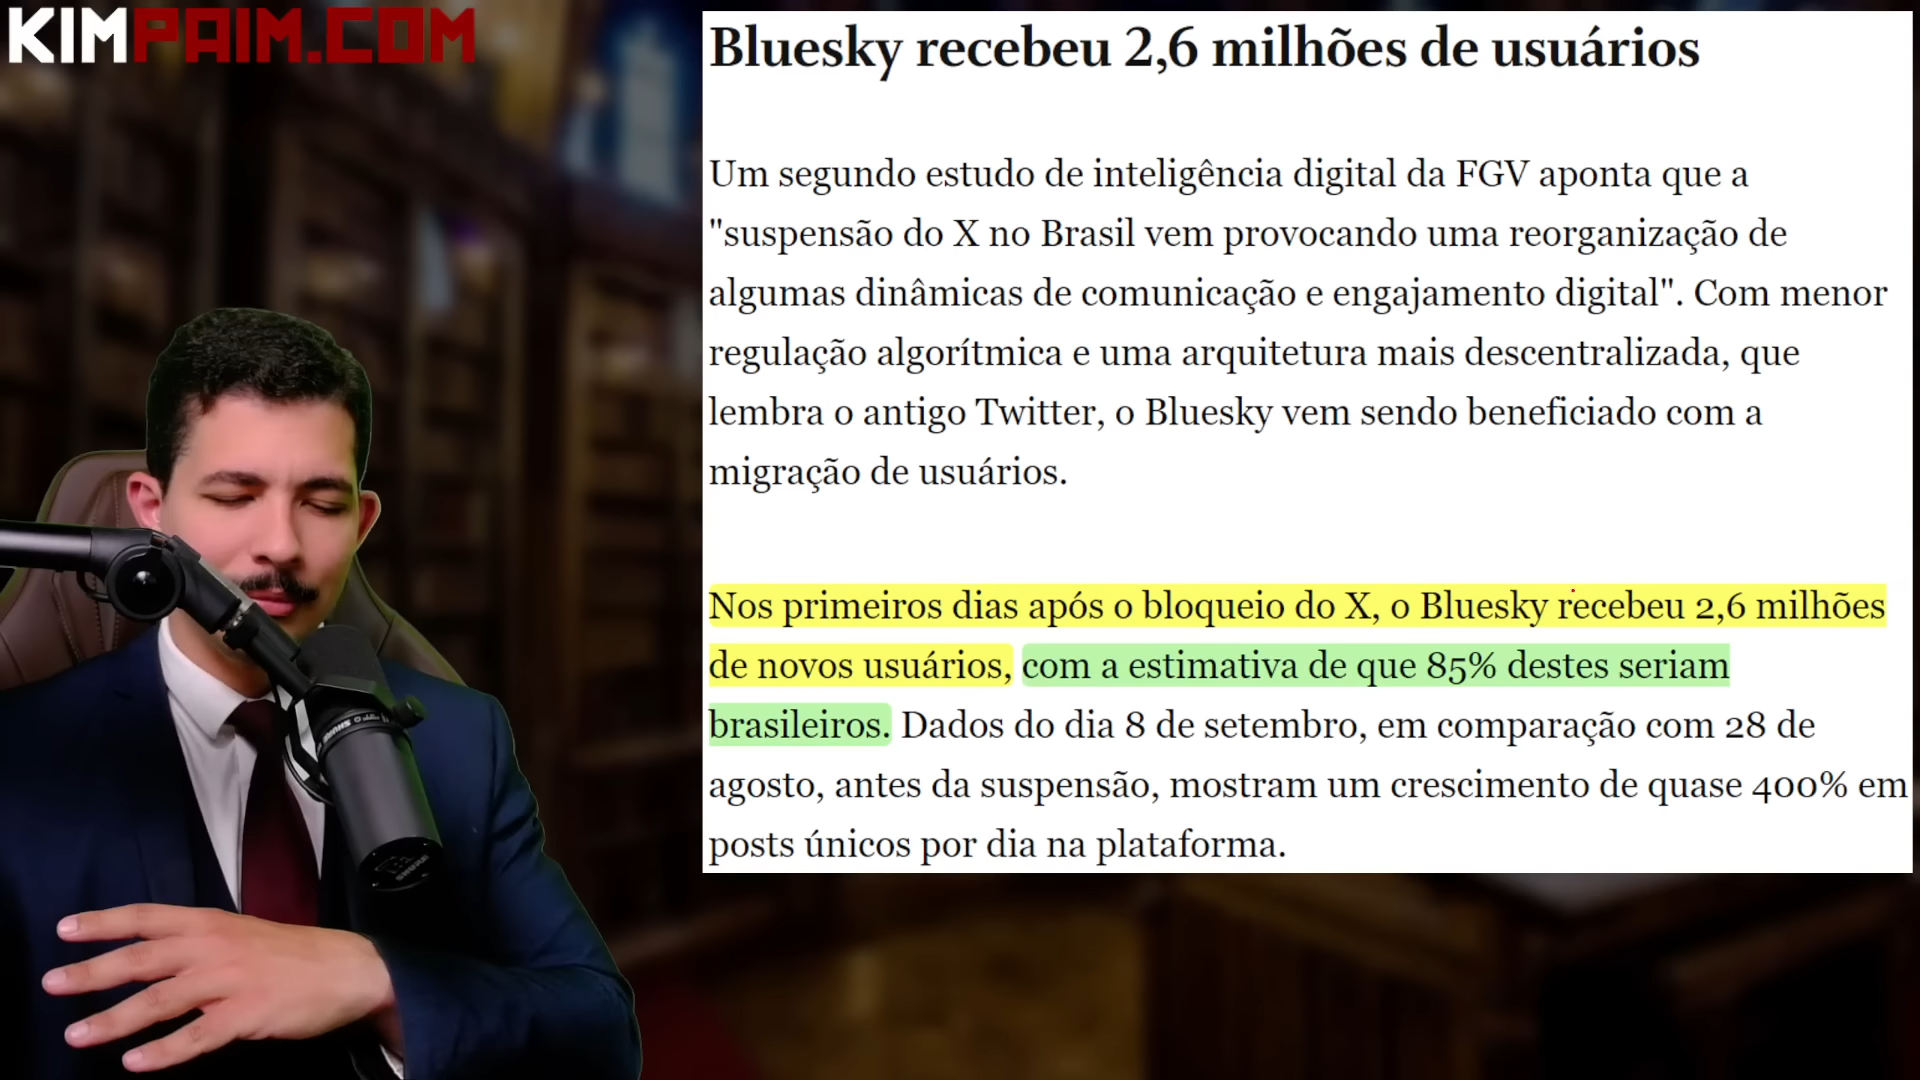 KIMPAIM.COM
Bluesky recebeu 2,6 milhões de usuários
Um segundo estudo de inteligência digital da FGV aponta que a
"suspensão do X no Brasil vem provocando uma reorganização de
algumas dinâmicas de comunicação e engajamento digital". Com menor
regulação algorítmica e uma arquitetura mais descentralizada, que
lembra o antigo Twitter, o Bluesky vem sendo beneficiado com a
migração de usuários.
Nos primeiros dias após o bloqueio do X, o Bluesky recebeu 2,6 milhões
de novos usuários, com a estimativa de que 85% destes seriam
brasileiros. Dados do dia 8 de setembro, em comparação com 28 de
agosto, antes da suspensão, mostram um crescimento de quase 400% em
posts únicos por dia na plataforma.
SHURE
SHURE